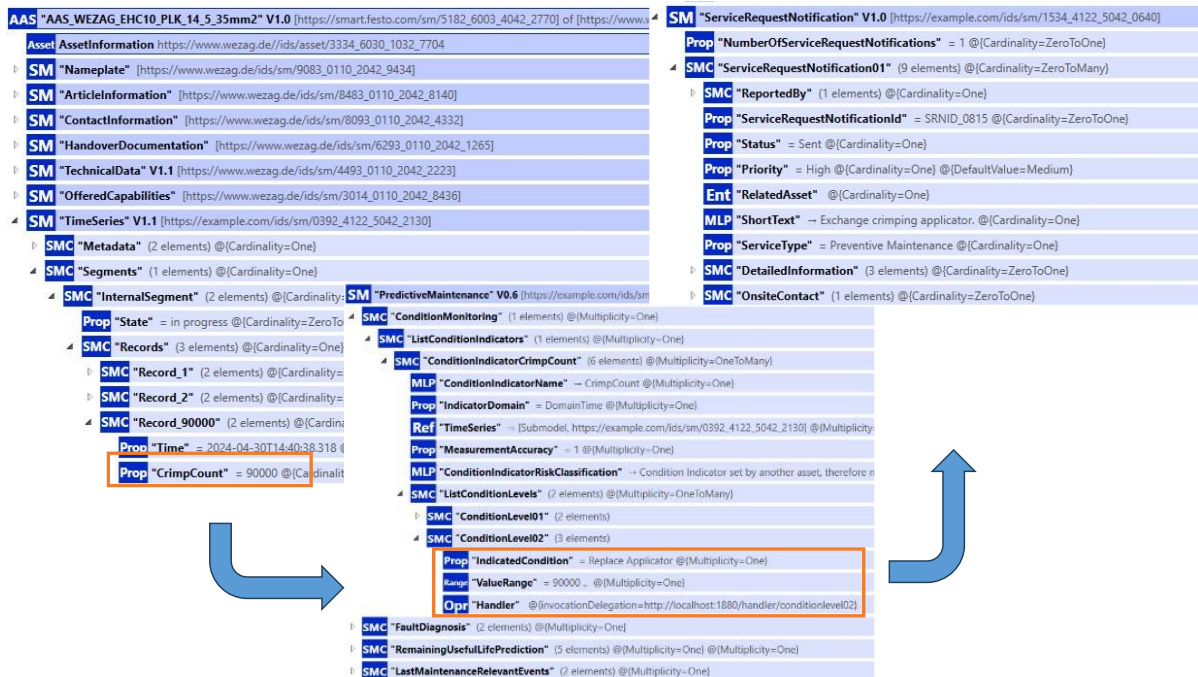 AAS "AAS_WEZAG_EHC10_PLK_14_5_35mm2" V1.0 [https://smart.festo.com/sm/5182_6003_4042_2770] of [https://www.w
Asset AssetInformation https://www.wezag.de//ids/asset/3334_6030_1032_7704
SM "Nameplate" [https://www.wezag.de/ids/sm/9083_0110_2042_9434]
SM "ArticleInformation" [https://www.wezag.de/ids/sm/8483_0110_2042_8140]
SM "ContactInformation" [https://www.wezag.de/ids/sm/8093_0110_2042_4332]
SM "HandoverDocumentation" [https://www.wezag.de/ids/sm/6293_0110_2042_1265]
SM "TechnicalData" V1.1 [https://www.wezag.de/ids/sm/4493_0110_2042_2223]
SM "OfferedCapabilities" [https://www.wezag.de/ids/sm/3014_0110_2042_8436]
SM "TimeSeries" V1.1 [https://example.com/ids/sm/0392_4122_5042_2130]
SMC "Metadata" (2 elements) @{Cardinality=One}
SMC "Segments" (1 elements) @{Cardinality=One}
SMC "InternalSegment" (2 elements) @{Cardinality=
Prop "State" = in progress @{Cardinality=ZeroTo
SMC "Records" (3 elements) @{Cardinality=One}
SMC "Record_1" (2 elements) @{Cardinality=
SMC "Record_2" (2 elements) @{Cardinality=
SMC "Record_90000" (2 elements) @{Cardina
Prop "Time" = 2024-04-30T14:40:38.318
Prop "CrimpCount" = 90000 @{Cardinalit
SM "PredictiveMaintenance" V0.6 [https://example.com/ids/sm
SMC "ConditionMonitoring" (1 elements) @{Multiplicity=One}
SMC "ListConditionIndicators" (1 elements) @{Multiplicity=One}
SMC "ConditionIndicatorCrimpCount" (6 elements) @{Multiplicity=OneToMany}
MLP "ConditionIndicatorName" → CrimpCount @{Multiplicity=One}
Prop "IndicatorDomain" = DomainTime @{Multiplicity=One}
Ref "TimeSeries" ⇒ [Submodel, https://example.com/ids/sm/0392_4122_5042_2130] @{Multiplicity
Prop "MeasurementAccuracy" = 1 @{Multiplicity=One}
MLP "ConditionIndicatorRiskClassification" → Condition Indicator set by another asset, therefore n
SMC "ListConditionLevels" (2 elements) @{Multiplicity=OneToMany}
SMC "ConditionLevel01" (2 elements)
SMC "ConditionLevel02" (3 elements)
Prop "IndicatedCondition" = Replace Applicator @{Multiplicity=One}
Range "ValueRange" = 90000 .. @{Multiplicity=One}
Opr "Handler" @{invocationDelegation=http://localhost:1880/handler/conditionlevel02}
SMC "FaultDiagnosis" (2 elements) @{Multiplicity=One}
SMC "RemainingUsefulLifePrediction" (5 elements) @{Multiplicity=One} @{Multiplicity=One}
SMC "LastMaintenanceRelevantEvents" (2 elements) @{Multiplicity=One}
SM "ServiceRequestNotification" V1.0 [https://example.com/ids/sm/1534_4122_5042_0640]
Prop "NumberOfServiceRequestNotifications" = 1 @{Cardinality=ZeroToOne}
SMC "ServiceRequestNotification01" (9 elements) @{Cardinality=ZeroToMany}
SMC "ReportedBy" (1 elements) @{Cardinality=One}
Prop "ServiceRequestNotificationId" = SRNID_0815 @{Cardinality=ZeroToOne}
Prop "Status" = Sent @{Cardinality=One}
Prop "Priority" = High @{Cardinality=One} @{DefaultValue=Medium}
Ent "RelatedAsset" @{Cardinality=One}
MLP "ShortText" → Exchange crimping applicator. @{Cardinality=One}
Prop "ServiceType" = Preventive Maintenance @{Cardinality=One}
SMC "DetailedInformation" (3 elements) @{Cardinality=ZeroToOne}
SMC "OnsiteContact" (1 elements) @{Cardinality=ZeroToOne}